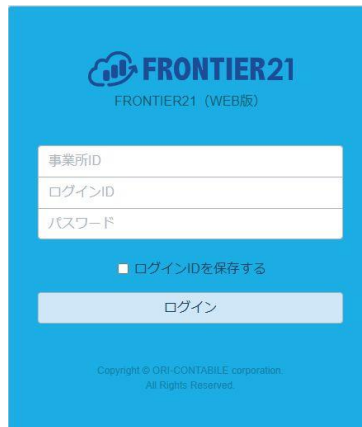 FRONTIER21
FRONTIER21（WEB版）
事業所ID
ログインID
パスワード
ログインIDを保存する
ログイン
Copyright © ORI-CONTABILE corporation.
All Rights Reserved.